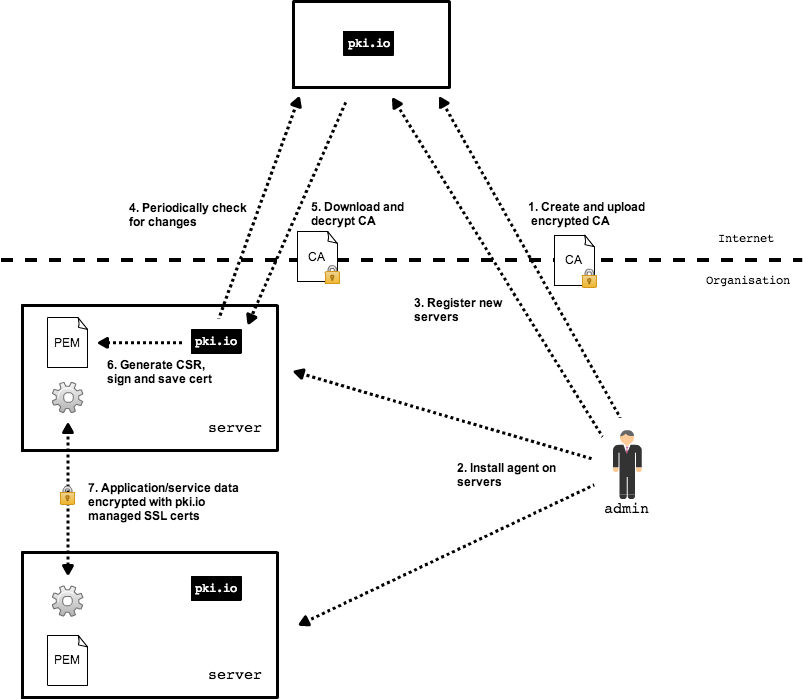 pki.io
4. Periodically check
for changes
5. Download and
decrypt CA
1. Create and upload
encrypted CA
CA
CA
Internet
Organisation
3. Register new
servers
PEM
pki.io
6. Generate CSR,
sign and save cert
server
2. Install agent on
servers
admin
7. Application/service data
encrypted with pki.io
managed SSL certs
pki.io
PEM
server